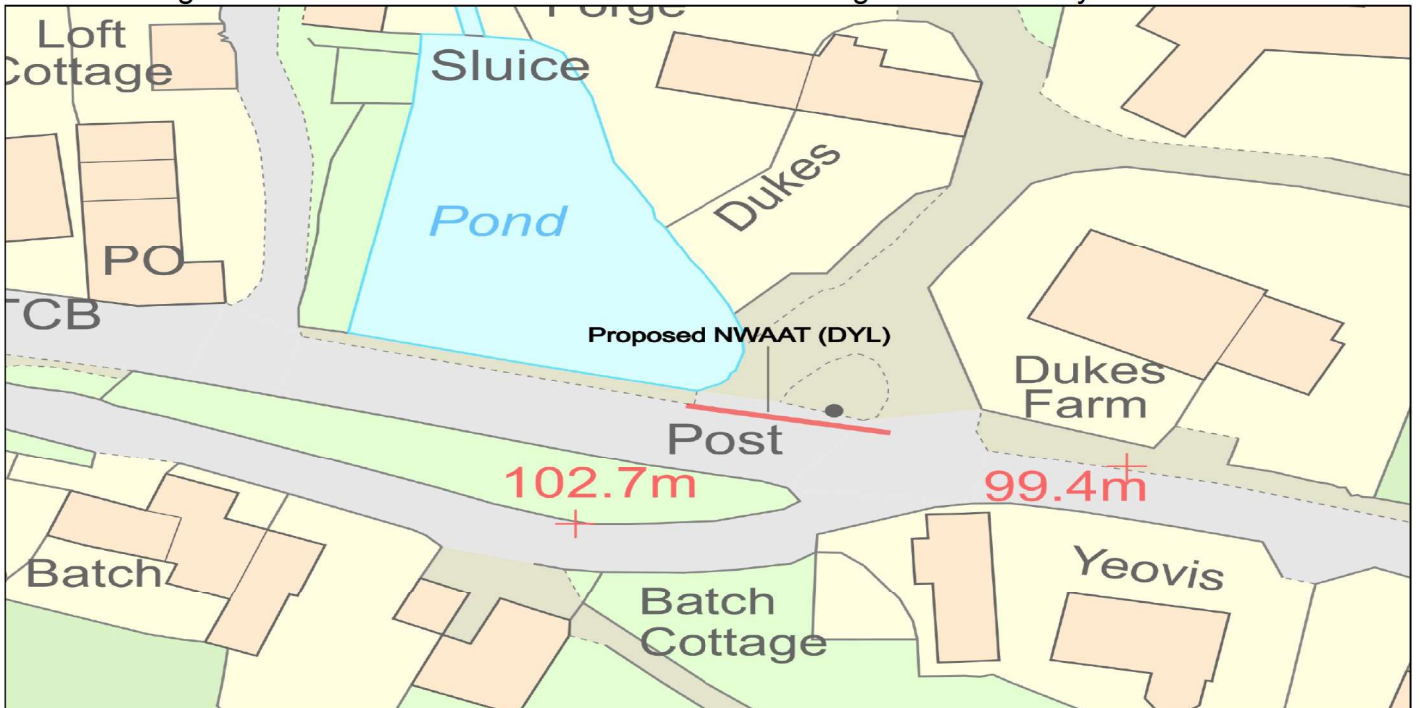 Loft
Cottage
Sluice
Forge
Dukes
Pond
PO
TCB
Proposed NWAAT (DYL)
Dukes
Farm
Post
102.7m
99.4m
Batch
Batch
Cottage
Yeovis